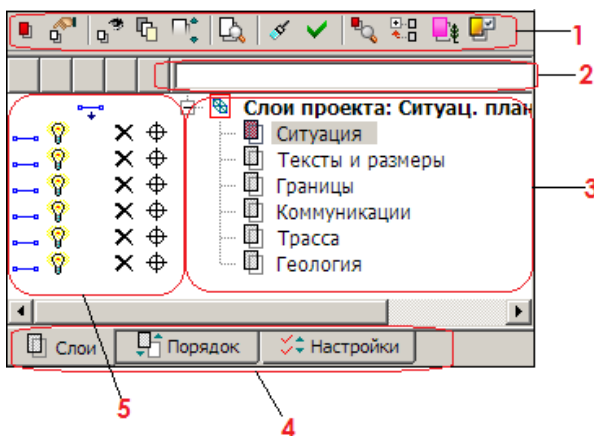 1
2
Слои проекта: Ситуац. план
Ситуация
Тексты и размеры
Границы
3
Коммуникации
Трасса
Геология
Слои Порядок Настройки
5
4